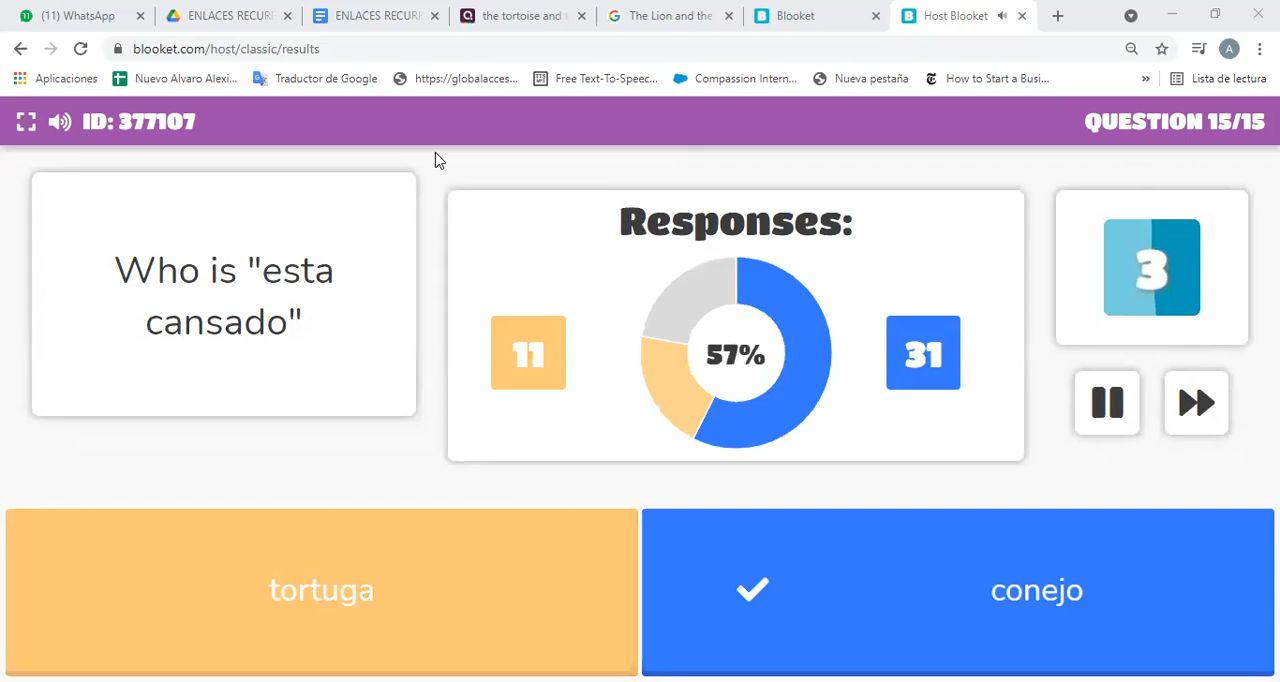 (11) WhatsApp
ENLACES RECURF
ENLACES RECURF
the tortoise and t
The Lion and the
Blooket
Host Blooket
blooket.com/host/classic/results
A
Aplicaciones
Nuevo Alvaro Alexi...
Traductor de Google
https://globalacces...
Free Text-To-Speec...
Compassion Intern...
Nueva pestaña
How to Start a Busi...
»
Lista de lectura
ID: 377107
QUESTION 15/15
Who is "esta
cansado"
Responses:
11
57%
31
3
tortuga
conejo